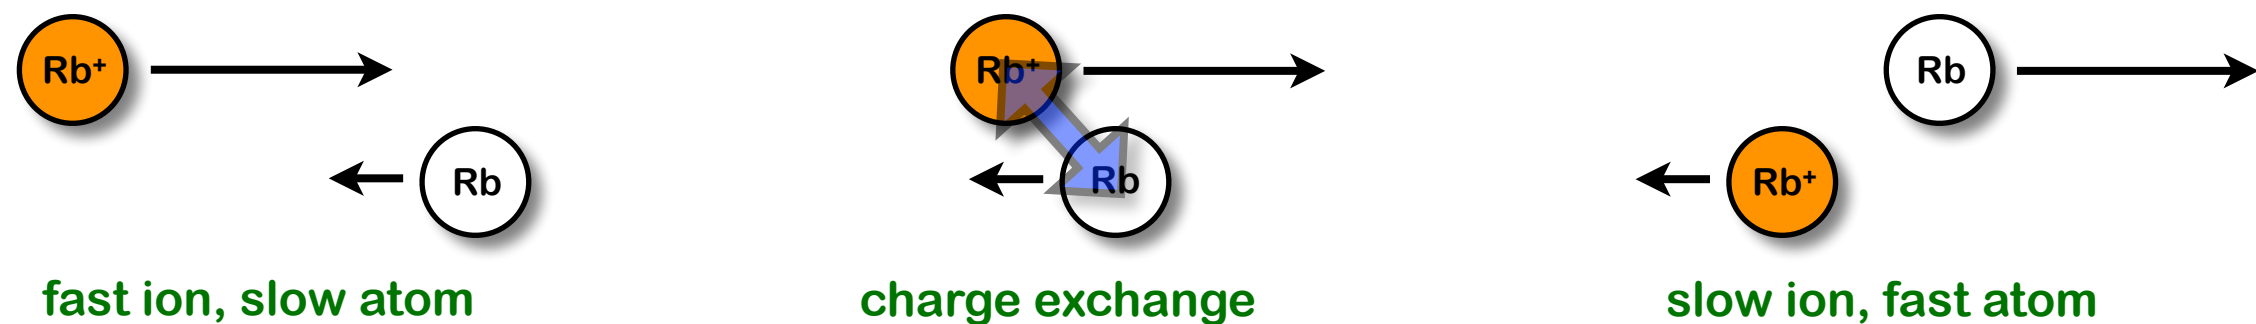 Rb⁺
Rb
fast ion, slow atom
Rb⁺
Rb
charge exchange
Rb
Rb⁺
slow ion, fast atom